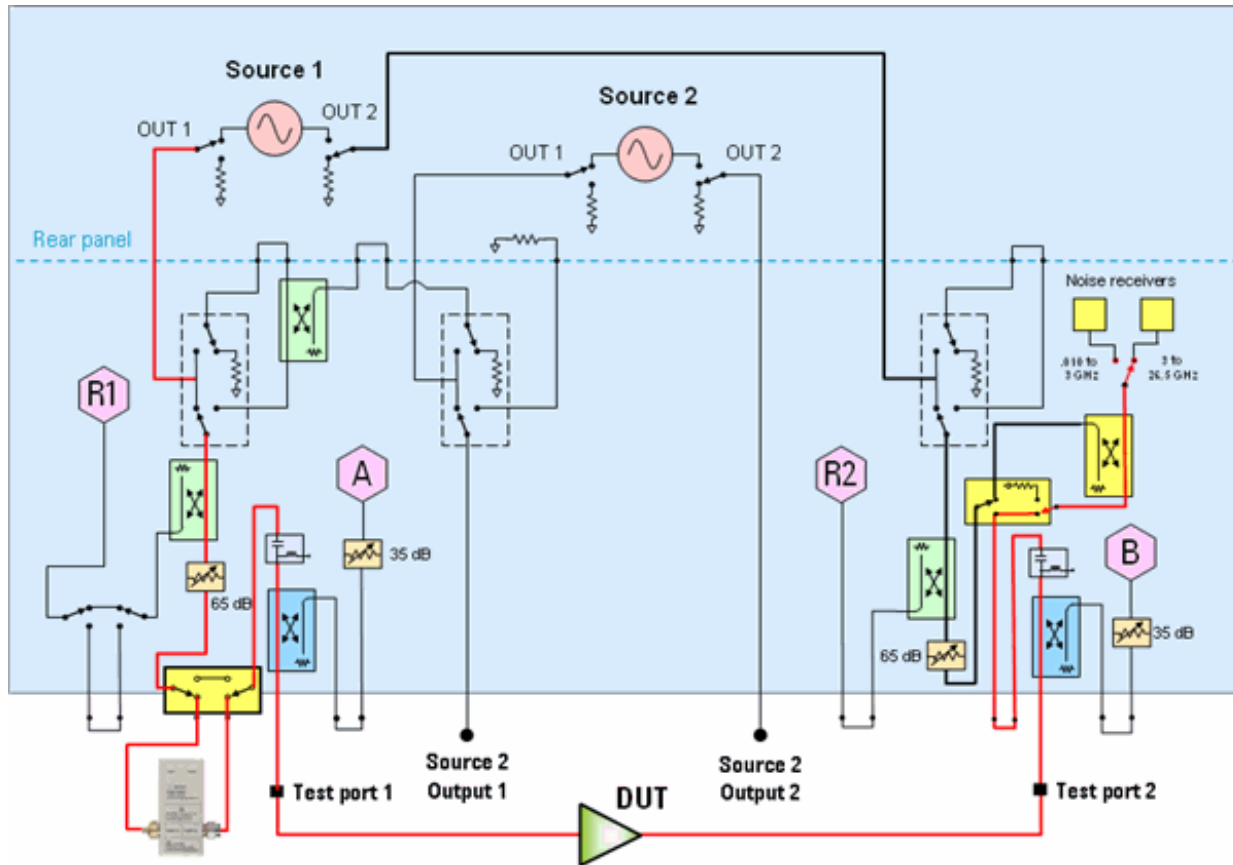 Source 1
OUT 1
OUT 2
Source 2
OUT 1
OUT 2
Rear panel
Noise receivers
.010 to
3 GHz
3 to
26.5 GHz
R1
A
35 dB
65 dB
R2
65 dB
B
35 dB
Source 2
Output 1
Source 2
Output 2
Test port 1
DUT
Test port 2